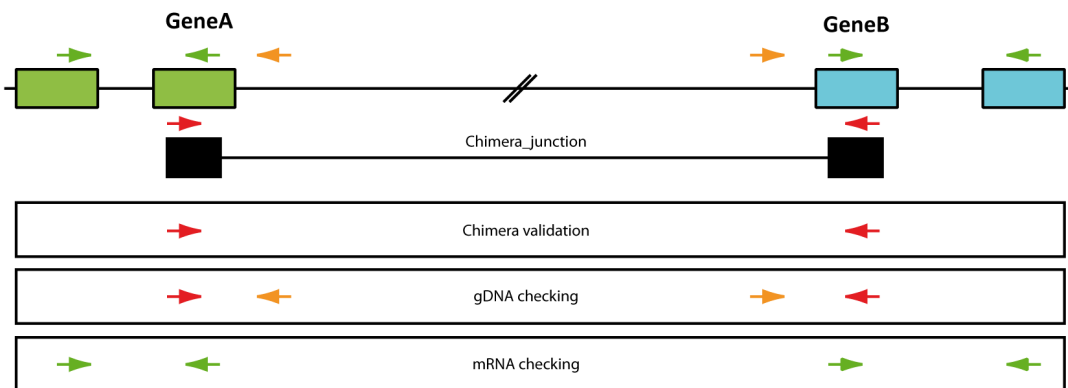 GeneA
GeneB
Chimera_junction
Chimera validation
gDNA checking
mRNA checking